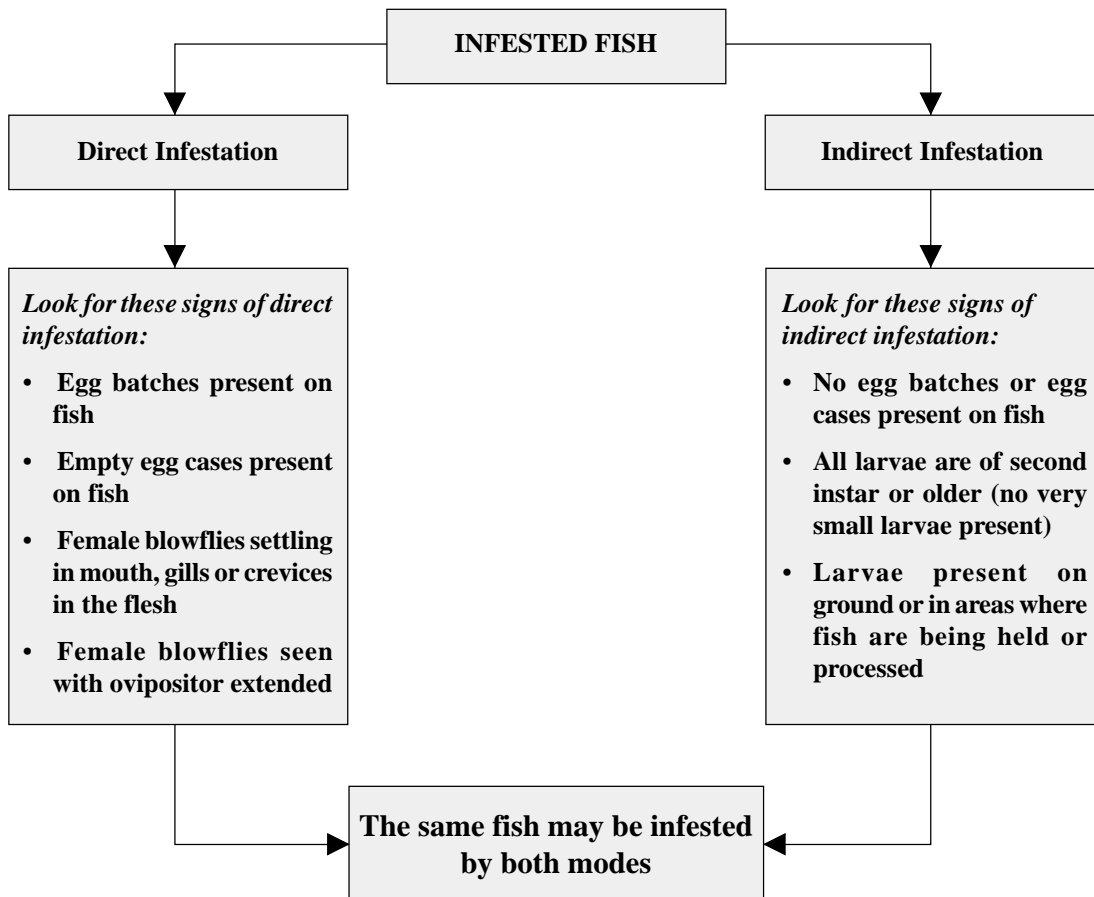 INFESTED FISH
Direct Infestation
Indirect Infestation
Look for these signs of direct
infestation:
• Egg batches present on
fish
• Empty egg cases present
on fish
• Female blowflies settling
in mouth, gills or crevices
in the flesh
• Female blowflies seen
with ovipositor extended
Look for these signs of
indirect infestation:
• No egg batches or egg
cases present on fish
• All larvae are of second
instar or older (no very
small larvae present)
• Larvae present on
ground or in areas where
fish are being held or
processed
The same fish may be infested
by both modes